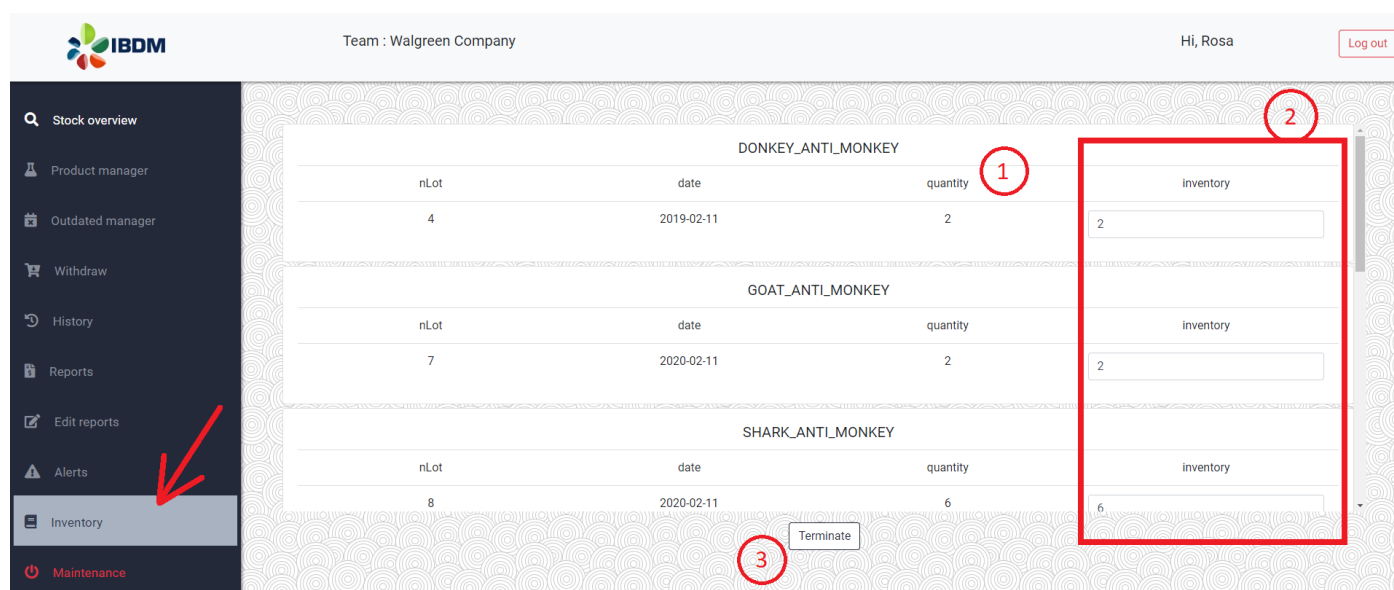 IBDM
Team : Walgreen Company
Hi, Rosa
Log out
Stock overview
Product manager
Outdated manager
Withdraw
History
Reports
Edit reports
Alerts
Inventory
Maintenance
2
DONKEY_ANTI_MONKEY
1
nLot date quantity inventory
4 2019-02-11 2 2
GOAT_ANTI_MONKEY
nLot date quantity inventory
7 2020-02-11 2 2
SHARK_ANTI_MONKEY
nLot date quantity inventory
8 2020-02-11 6 6
Terminate
3